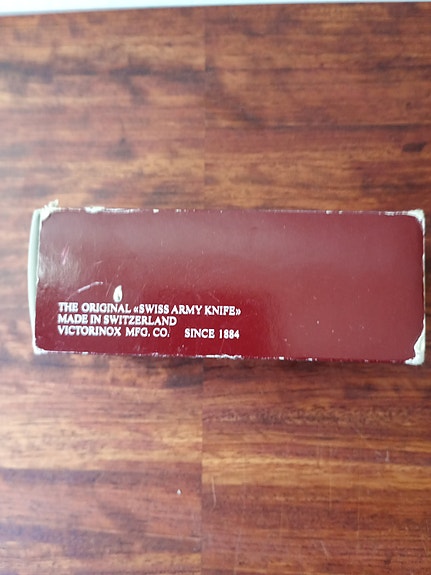 THE ORIGINAL «SWISS ARMY KNIFE»
MADE IN SWITZERLAND
VICTORINOX MFG. CO. SINCE 1884